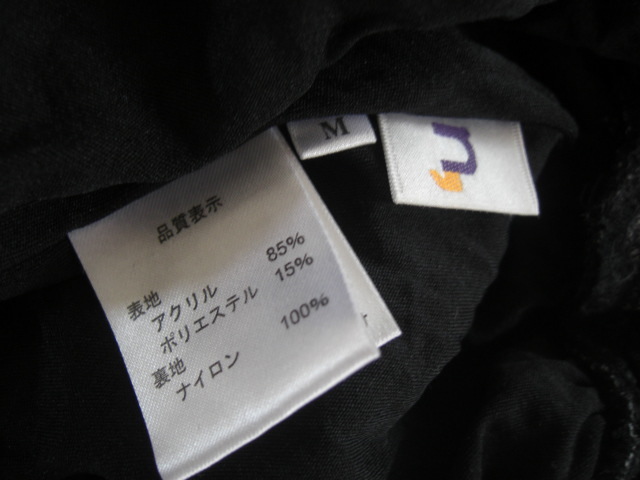 品質表示
表地
アクリル 85%
ポリエステル 15%
裏地
ナイロン 100%
M